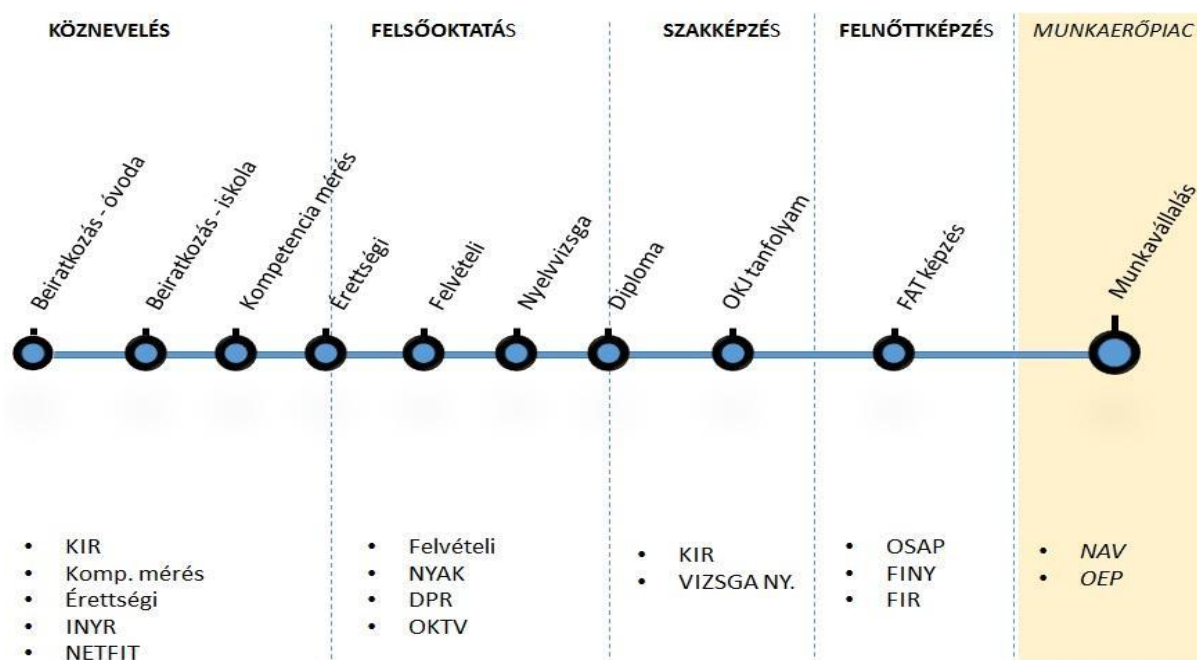 KÖZNEVELÉS
FELSŐOKTATÁS
SZAKKÉPZÉS
FELNŐTTKÉPZÉS
MUNKAERŐPIAC
Beiratkozás - óvoda
Beiratkozás - iskola
Kompetencia mérés
Érettségi
Felvételi
Nyelvvizsga
Diploma
OKJ tanfolyam
FAT képzés
Munkavállalás
• KIR
• Komp. mérés
• Érettségi
• INYR
• NETFIT
• Felvételi
• NYAK
• DPR
• OKTV
• KIR
• VIZSGA NY.
• OSAP
• FINY
• FIR
• NAV
• OEP